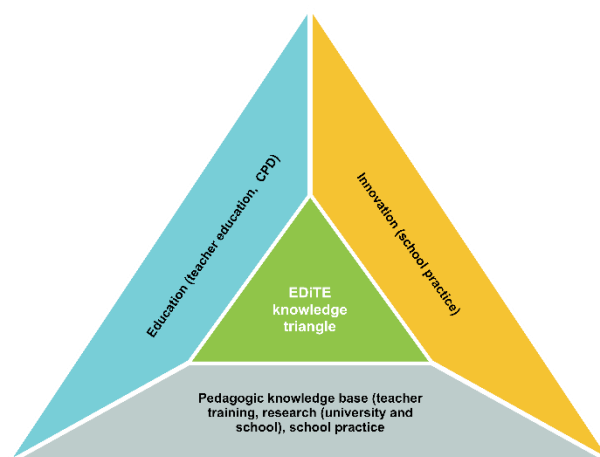 Education (teacher education, CPD)
Innovation (school practice)
EDiTE
knowledge
triangle
Pedagogic knowledge base (teacher
training, research (university and
school), school practice